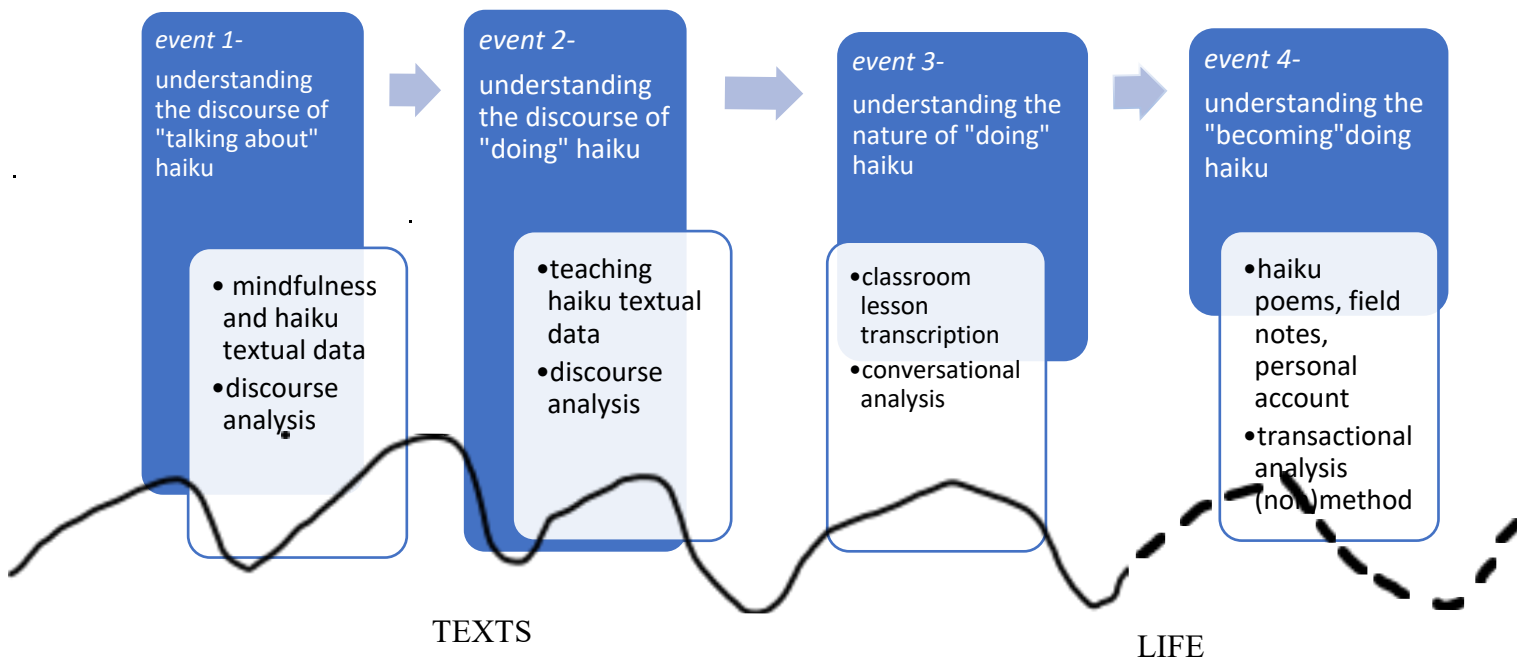 event 1-
understanding
the discourse of
"talking about"
haiku
• mindfulness
and haiku
textual data
•discourse
analysis
event 2-
understanding
the discourse of
"doing" haiku
•teaching
haiku textual
data
•discourse
analysis
event 3-
understanding the
nature of "doing"
haiku
•classroom
lesson
transcription
•conversational
analysis
event 4-
understanding the
"becoming"doing
haiku
•haiku
poems, field
notes,
personal
account
•transactional
analysis
(non)method
TEXTS
LIFE